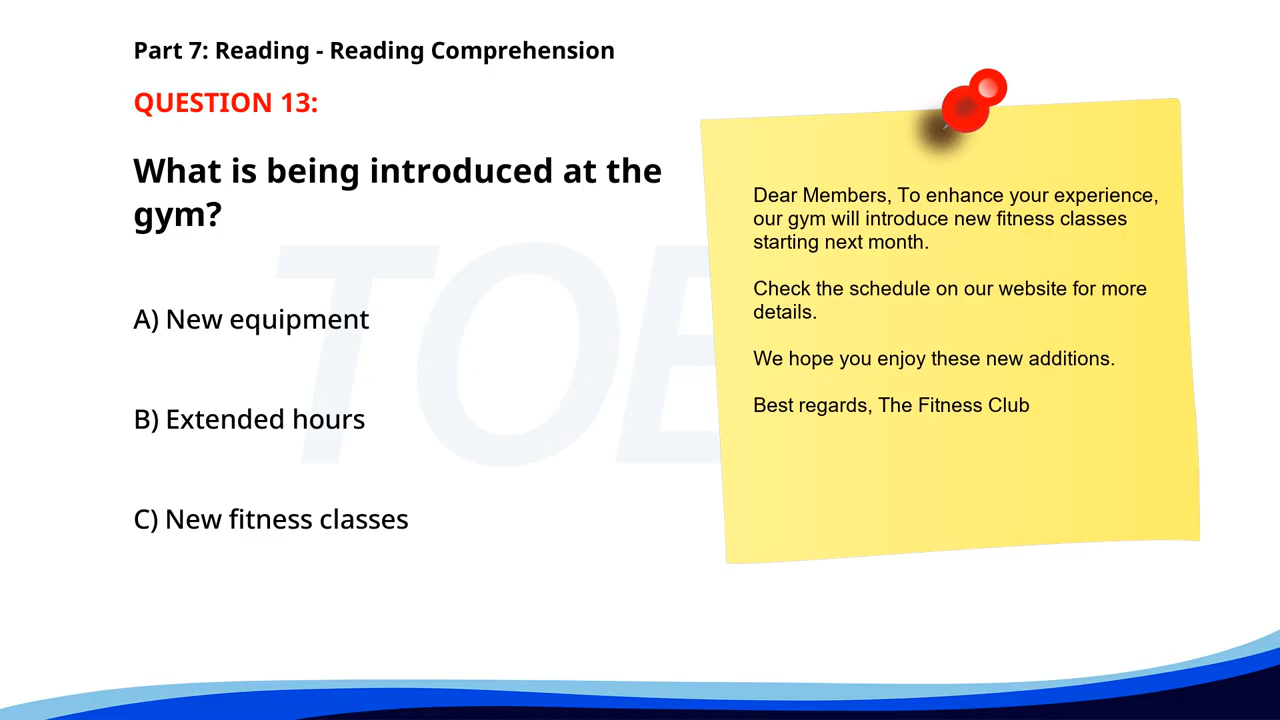 Part 7: Reading - Reading Comprehension
QUESTION 13:
What is being introduced at the
gym?
A) New equipment
B) Extended hours
C) New fitness classes
Dear Members, To enhance your experience,
our gym will introduce new fitness classes
starting next month.
Check the schedule on our website for more
details.
We hope you enjoy these new additions.
Best regards, The Fitness Club